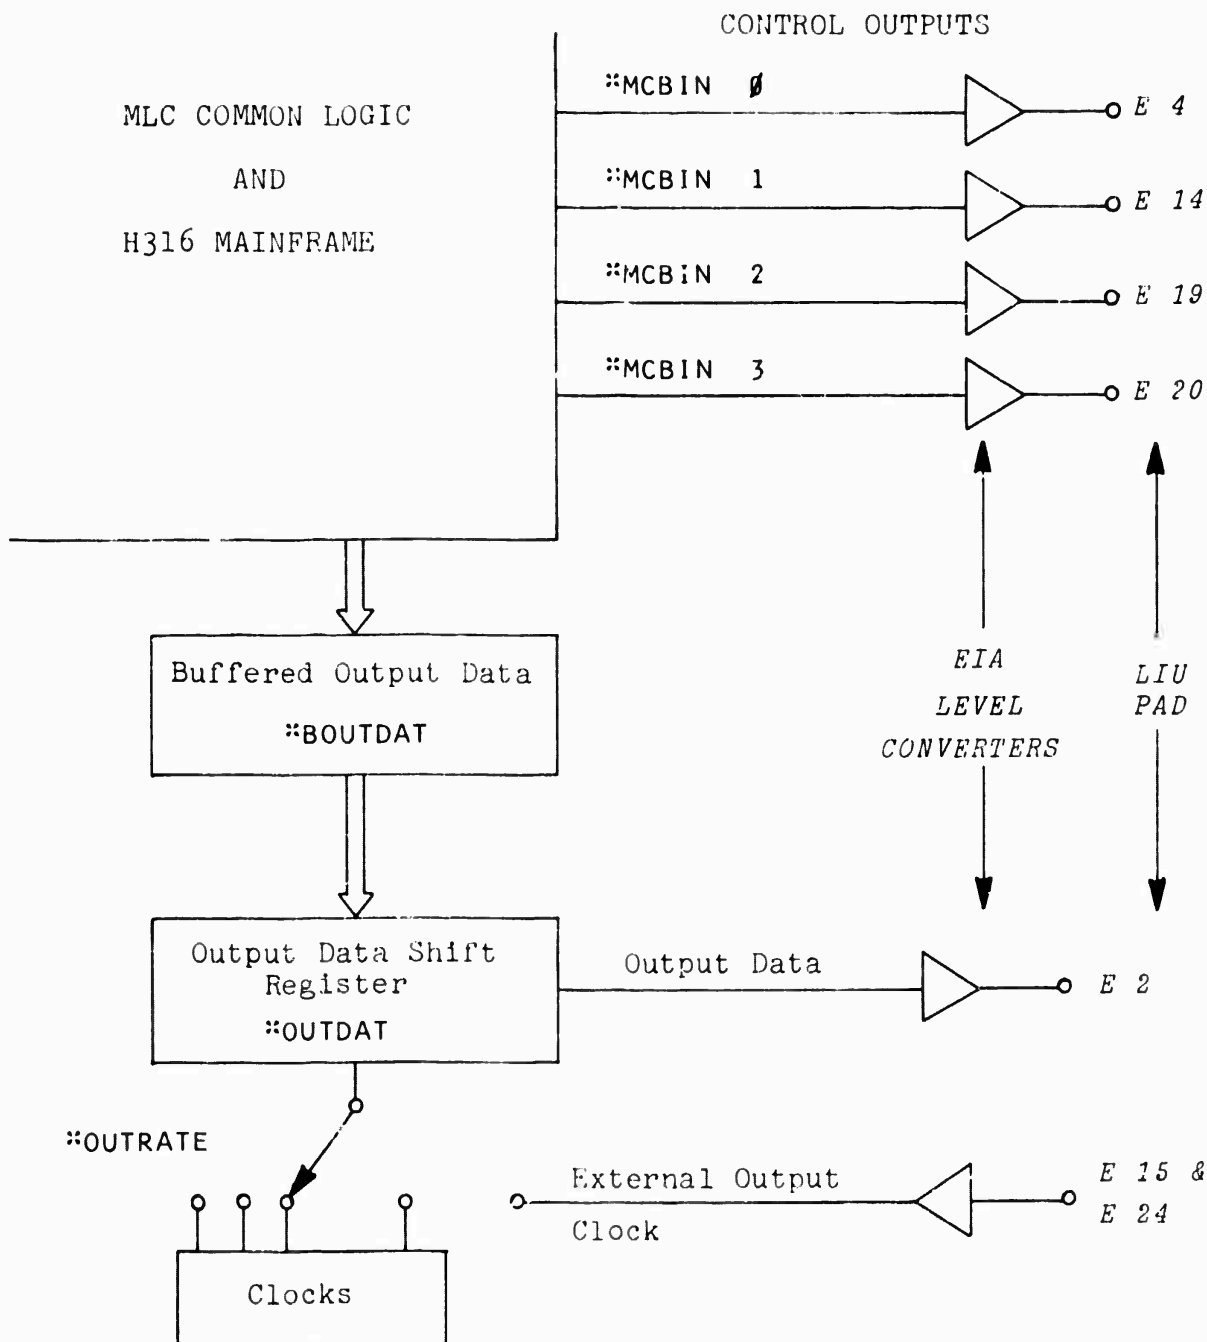 CONTROL OUTPUTS
MLC COMMON LOGIC
AND
H316 MAINFRAME
*MCBIN 0
E 4
*MCBIN 1
E 14
*MCBIN 2
E 19
*MCBIN 3
E 20
EIA
LEVEL
CONVERTERS
LIU
PAD
Buffered Output Data
*BOUTDAT
Output Data Shift
Register
*OUTDAT
Output Data
E 2
*OUTRATE
External Output
Clock
E 15 &
E 24
Clocks